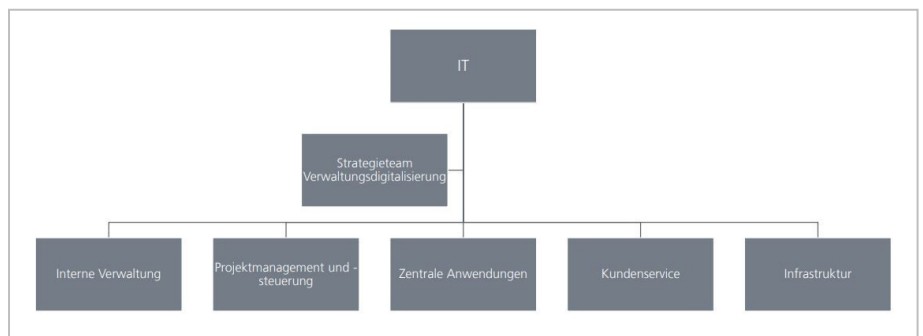 IT
Strategieteam
Verwaltungsdigitalisierung
Interne Verwaltung
Projektmanagement und -
steuerung
Zentrale Anwendungen
Kundenservice
Infrastruktur